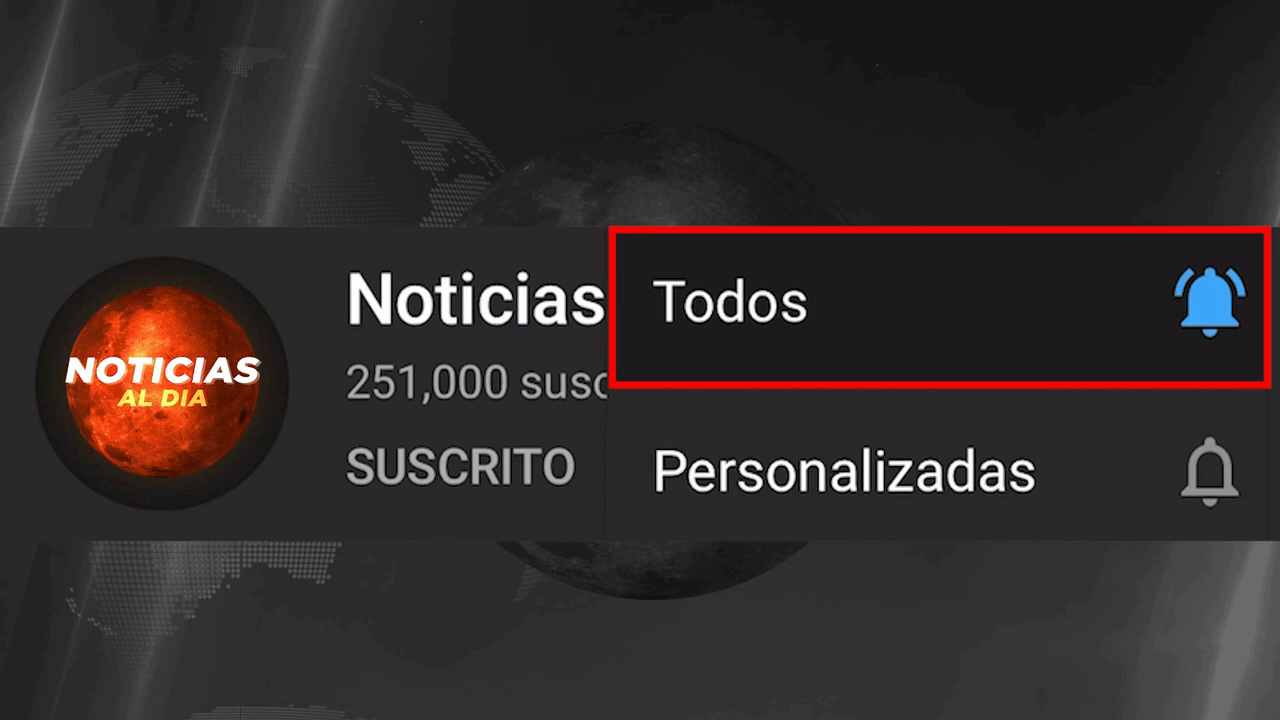 NOTICIAS
AL DIA
Noticias
251,000 susc
SUSCRITO
Todos
Personalizadas